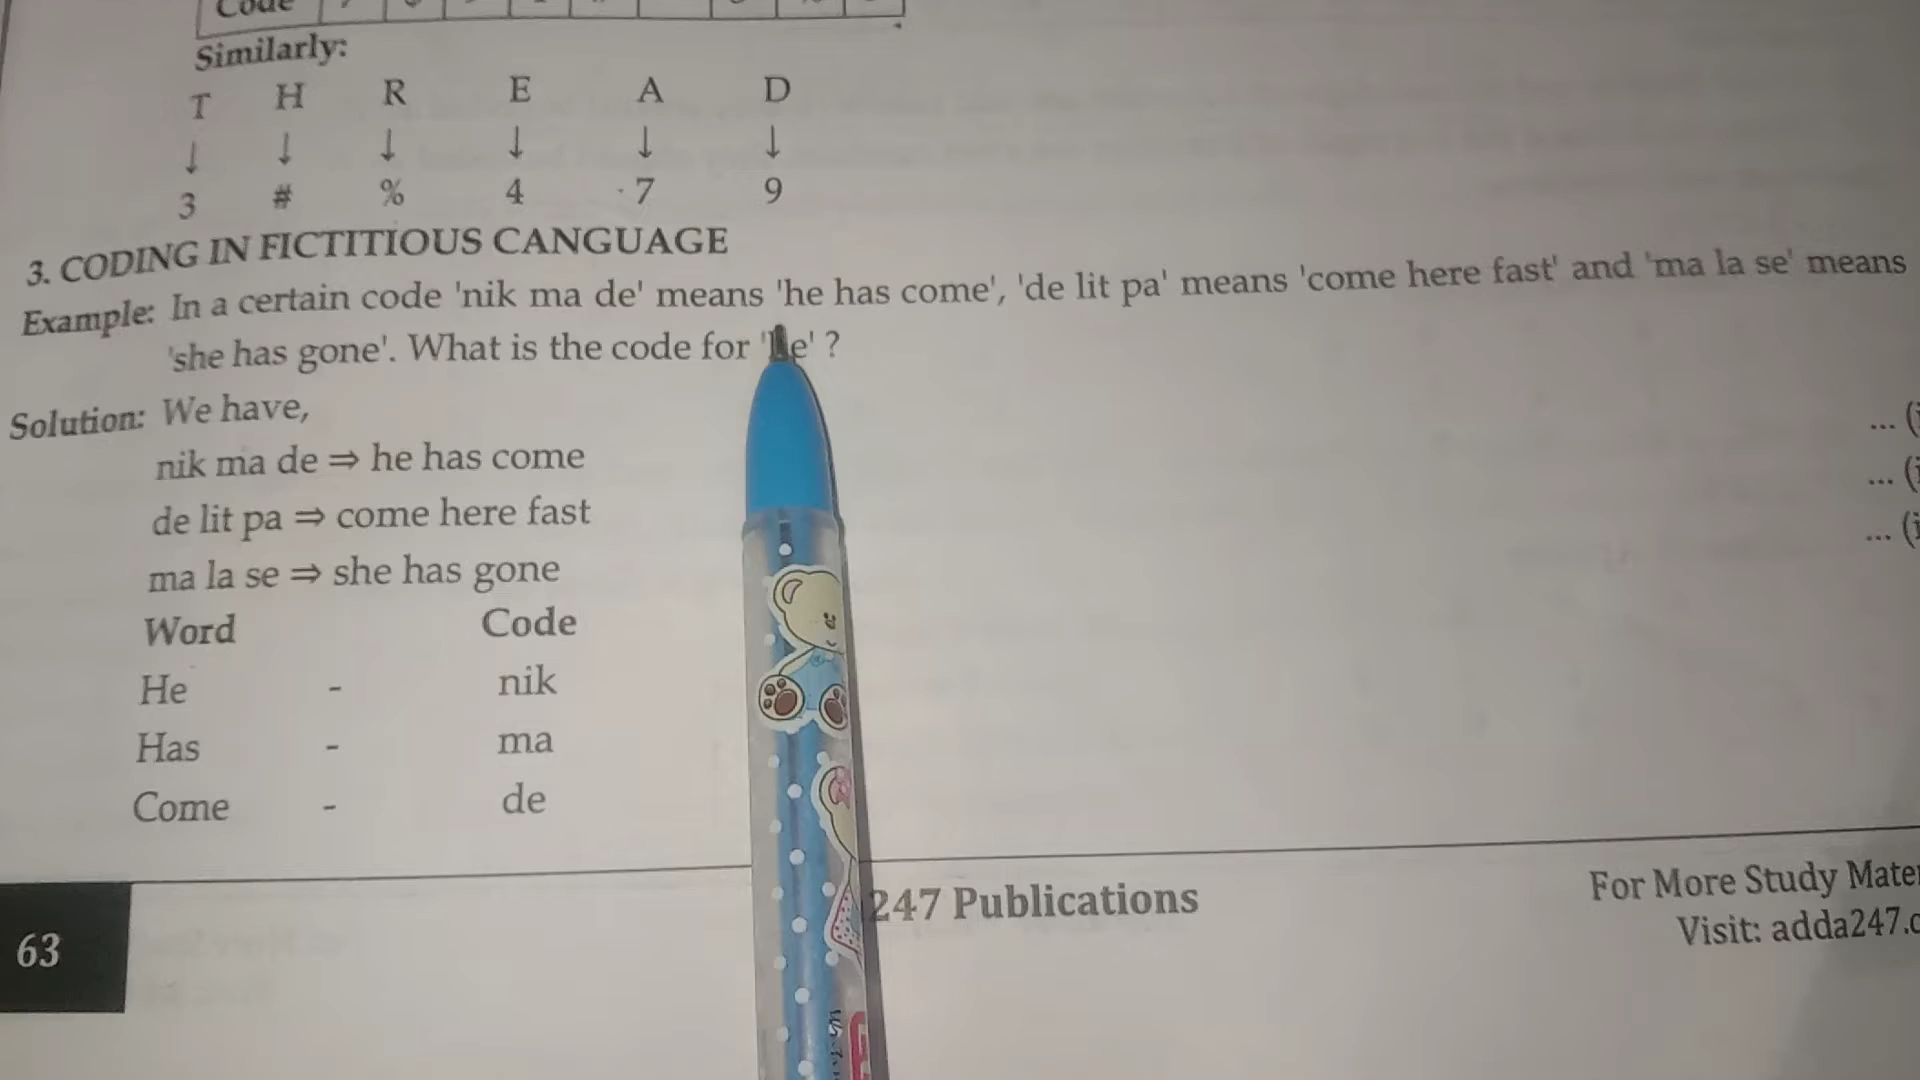 Code
Similarly:
T H R E A D
↓ ↓ ↓ ↓ ↓ ↓
3 # % 4 7 9
3. CODING IN FICTITIOUS CANGUAGE
Example: In a certain code 'nik ma de' means 'he has come', 'de lit pa' means 'come here fast' and 'ma la se' means
'she has gone'. What is the code for 'he' ?
Solution: We have,
nik ma de ⇒ he has come ... (i
de lit pa ⇒ come here fast ... (i
ma la se ⇒ she has gone ... (i
Word Code
He - nik
Has - ma
Come - de
63
247 Publications
For More Study Mater
Visit: adda247.c